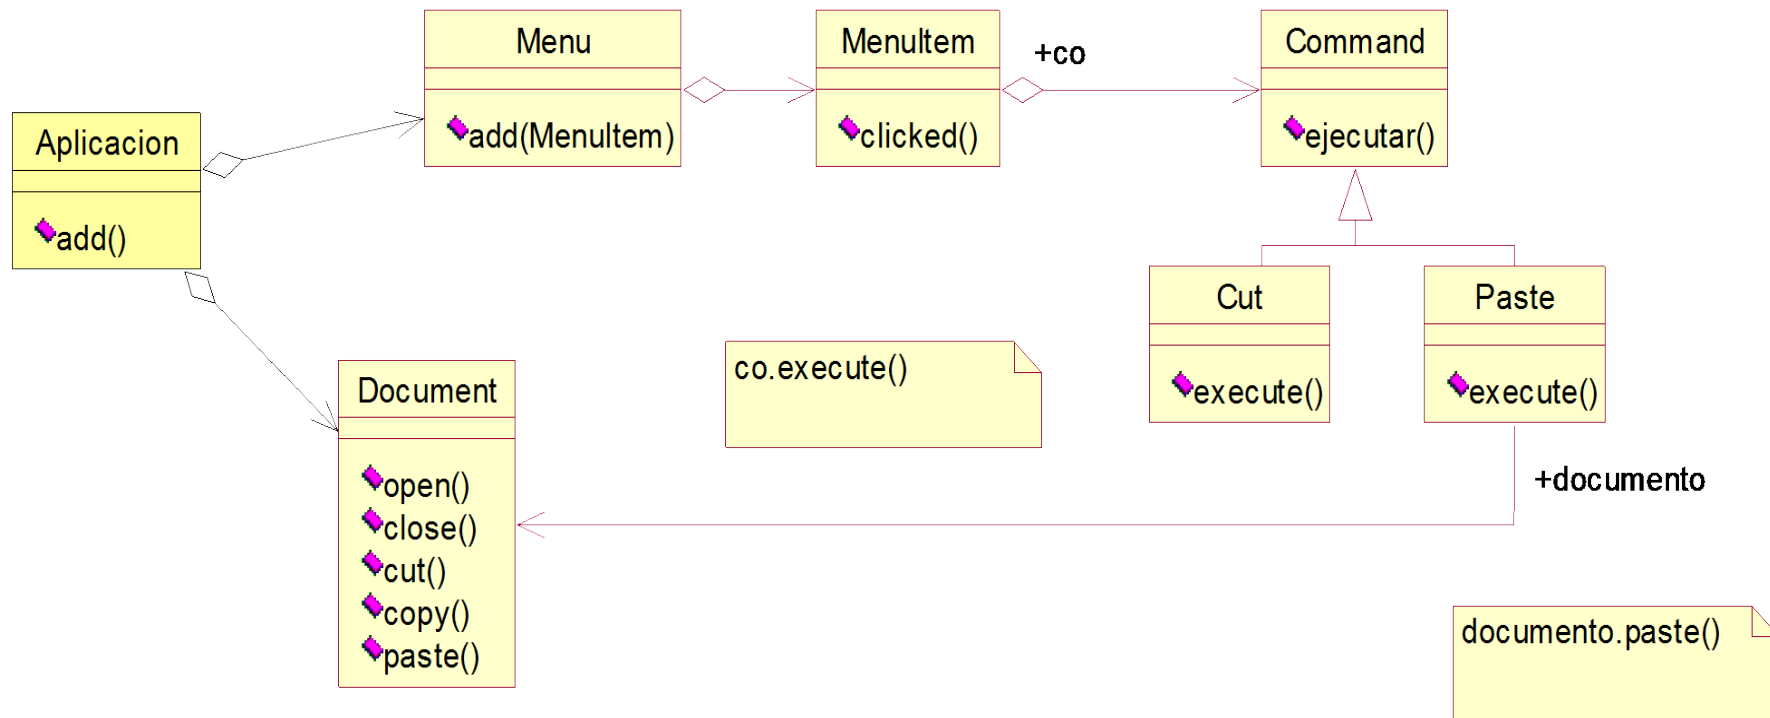 Menu
add(MenuItem)
MenuItem
clicked()
+co
Command
ejecutar()
Aplicacion
add()
Cut
execute()
Paste
execute()
co.execute()
Document
open()
close()
cut()
copy()
paste()
+documento
documento.paste()